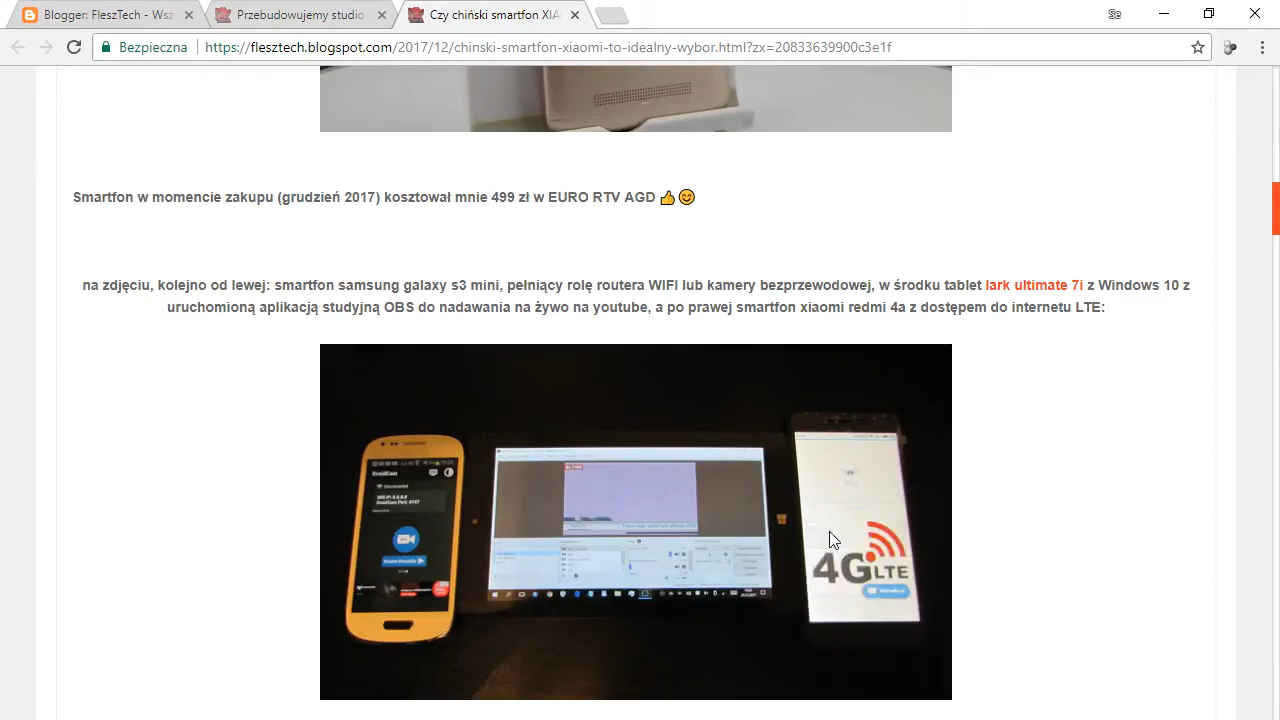 Blogger: FleszTech - Wsz
Przebudowujemy studio
Czy chiński smartfon XIA
Bezpieczna
https://flesztech.blogspot.com/2017/12/chinski-smartfon-xiaomi-to-idealny-wybor.html?zx=20833639900c3e1f
Smartfon w momencie zakupu (grudzień 2017) kosztował mnie 499 zł w EURO RTV AGD 👍😊
na zdjęciu, kolejno od lewej: smartfon samsung galaxy s3 mini, pełniący rolę routera WIFI lub kamery bezprzewodowej, w środku tablet lark ultimate 7i z Windows 10 z
uruchomioną aplikacją studyjną OBS do nadawania na żywo na youtube, a po prawej smartfon xiaomi redmi 4a z dostępem do internetu LTE:
DroidCam
4G LTE